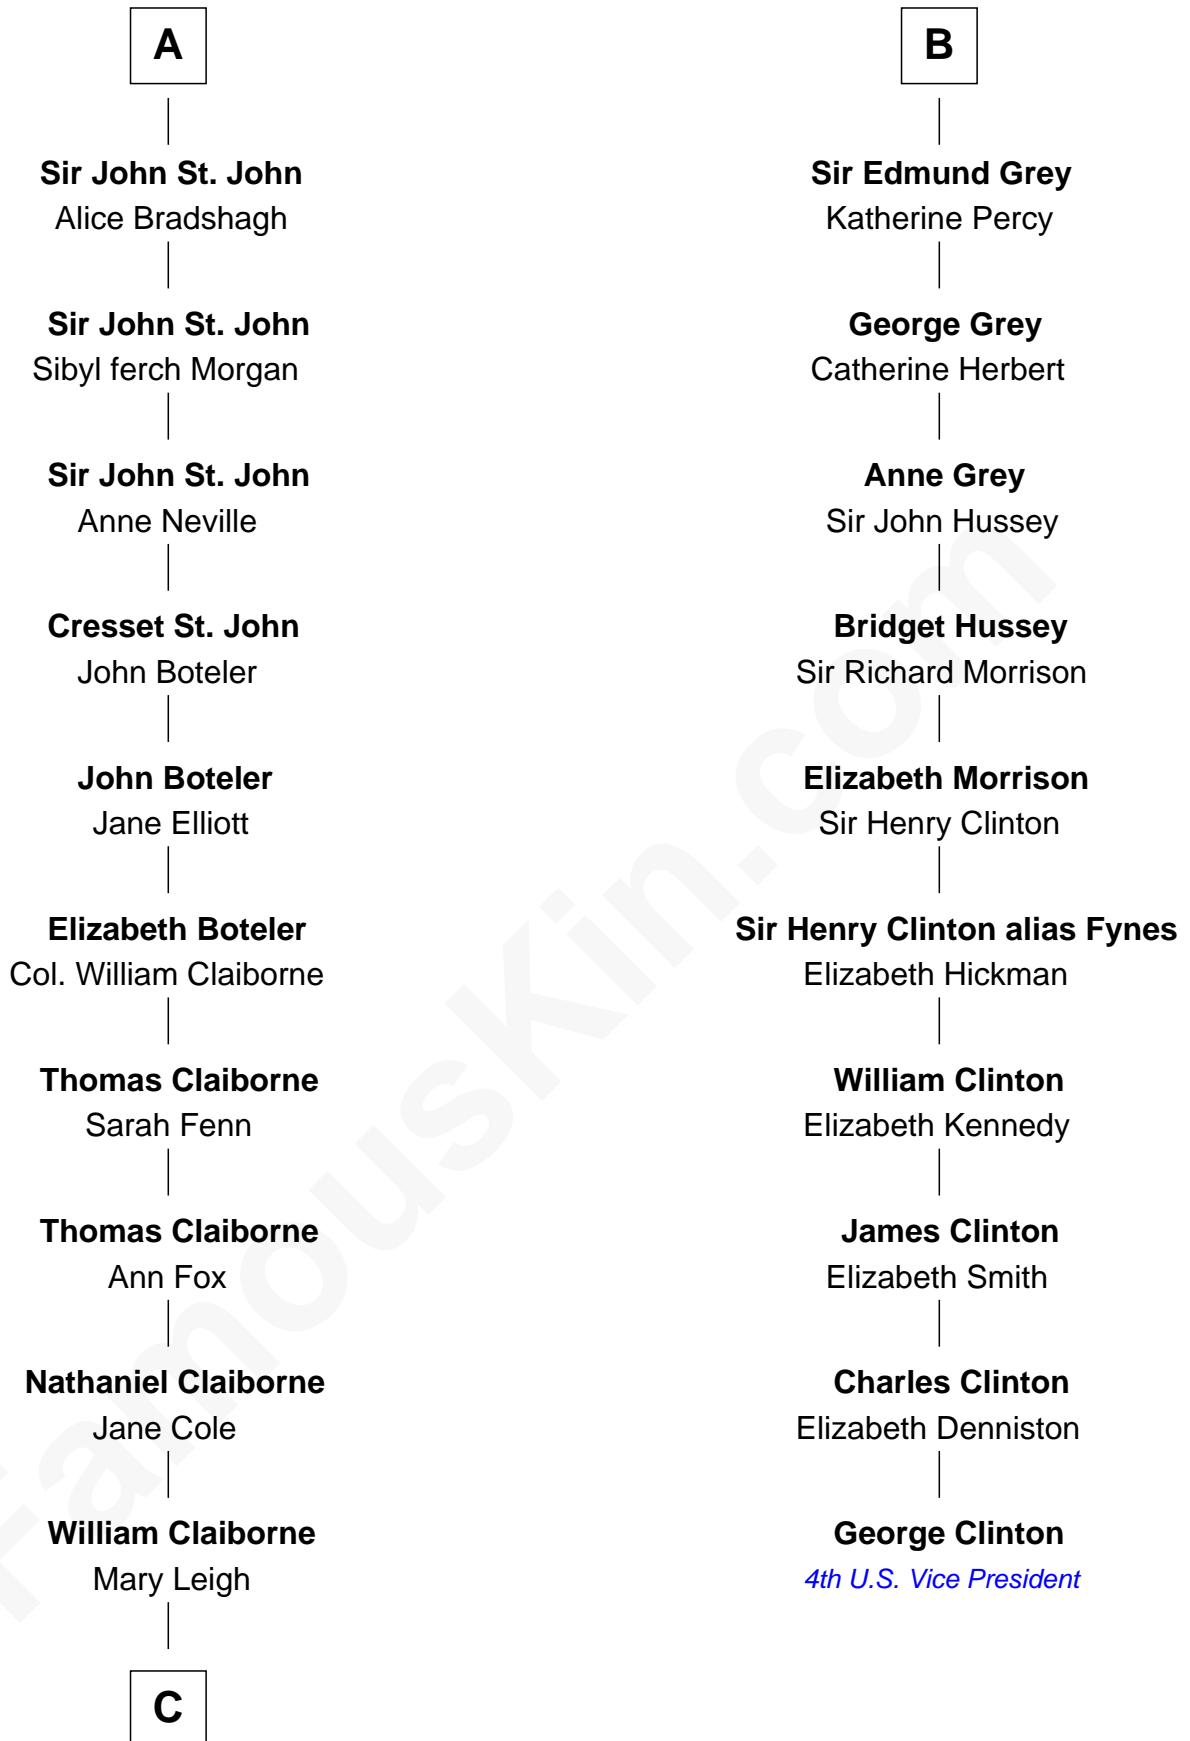 A
Sir John St. John
Alice Bradshagh
Sir John St. John
Sibyl ferch Morgan
Sir John St. John
Anne Neville
Cresset St. John
John Boteler
John Boteler
Jane Elliott
Elizabeth Boteler
Col. William Claiborne
Thomas Claiborne
Sarah Fenn
Thomas Claiborne
Ann Fox
Nathaniel Claiborne
Jane Cole
William Claiborne
Mary Leigh
C
B
Sir Edmund Grey
Katherine Percy
George Grey
Catherine Herbert
Anne Grey
Sir John Hussey
Bridget Hussey
Sir Richard Morrison
Elizabeth Morrison
Sir Henry Clinton
Sir Henry Clinton alias Fynes
Elizabeth Hickman
William Clinton
Elizabeth Kennedy
James Clinton
Elizabeth Smith
Charles Clinton
Elizabeth Denniston
George Clinton
4th U.S. Vice President
FamousKin.com